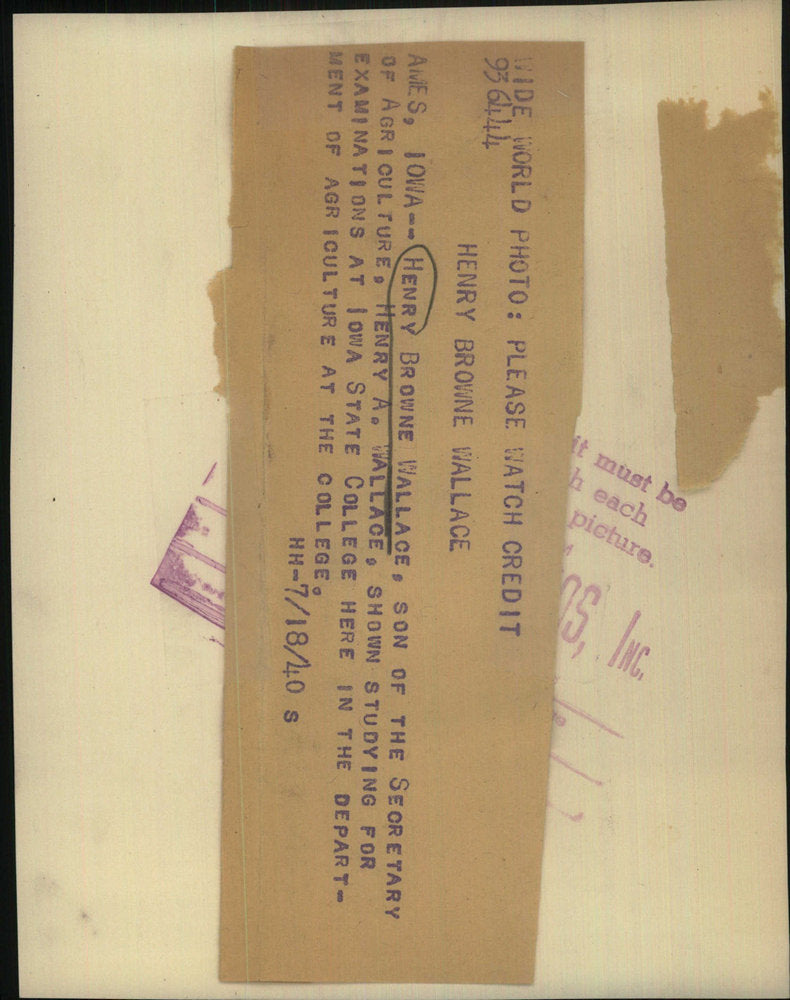 WIDE WORLD PHOTO: PLEASE WATCH CREDIT
936444
HENRY BROWNE WALLACE
AMES, IOWA-- HENRY BROWNE WALLACE, SON OF THE SECRETARY
OF AGRICULTURE, HENRY A. WALLACE, SHOWN STUDYING FOR
EXAMINATIONS AT IOWA STATE COLLEGE HERE IN THE DEPART-
MENT OF AGRICULTURE AT THE COLLEGE.
HH-7/18/40 S
it must be
h each
picture.
OS, INC.